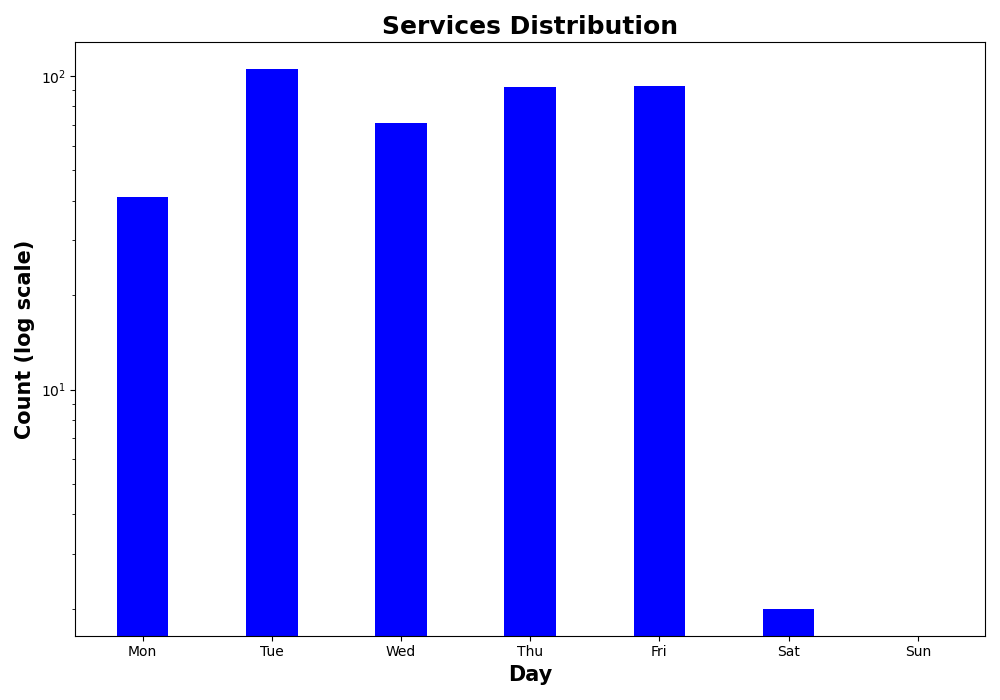 Services Distribution
Count (log scale)
10²
10¹
Mon Tue Wed Thu Fri Sat Sun
Day